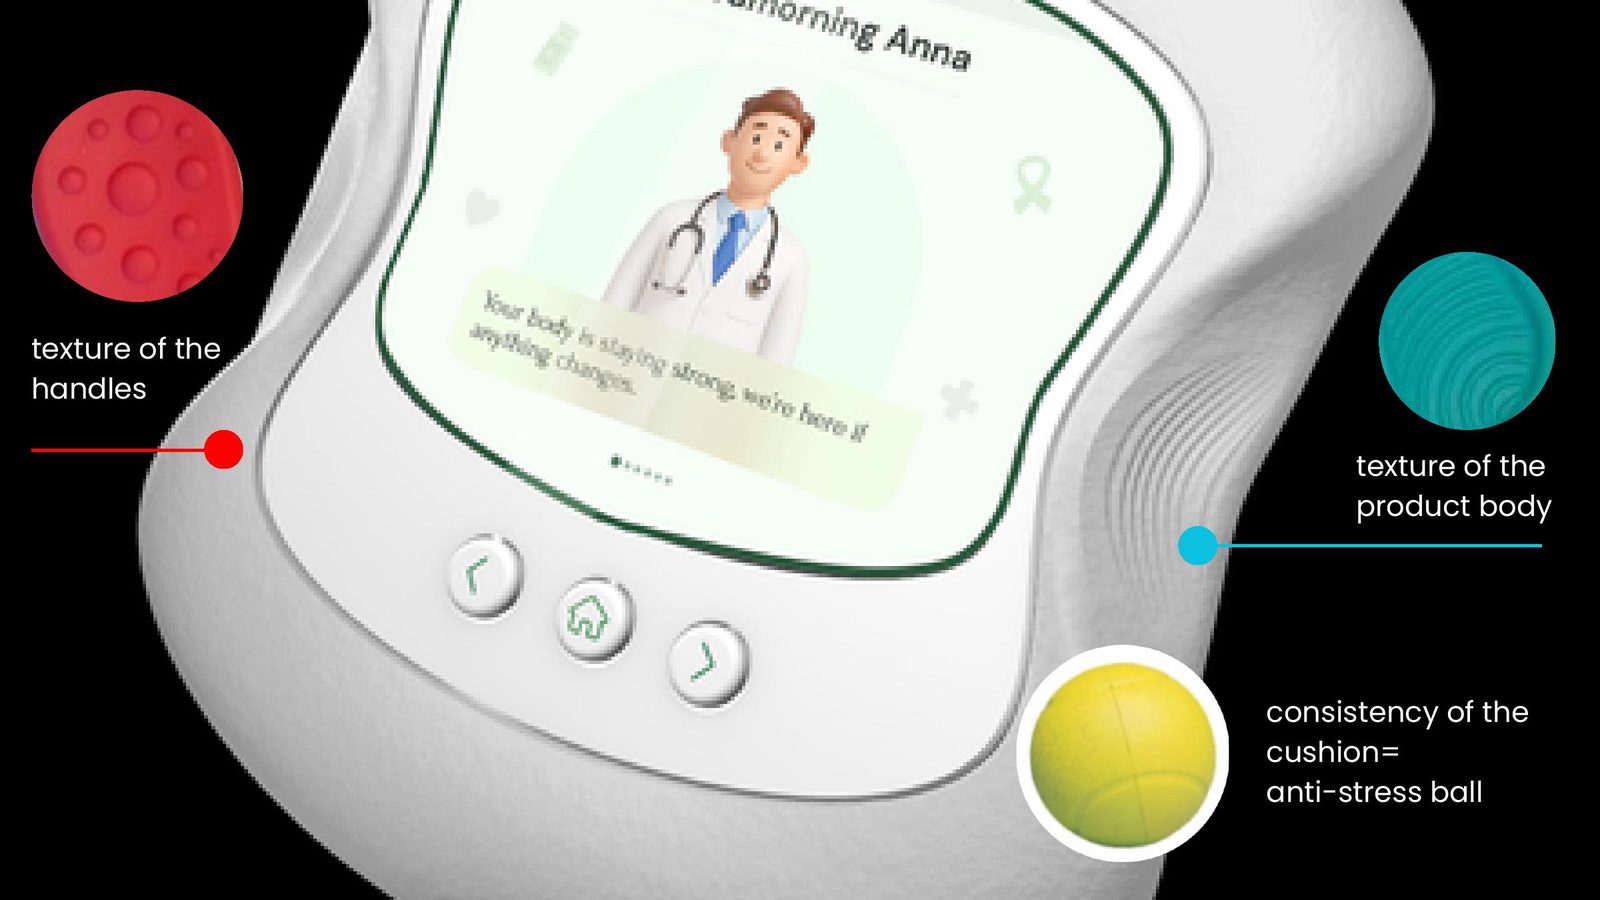 morning Anna
texture of the
handles
Your body is staying strong, we're here if
anything changes.
texture of the
product body
consistency of the
cushion=
anti-stress ball